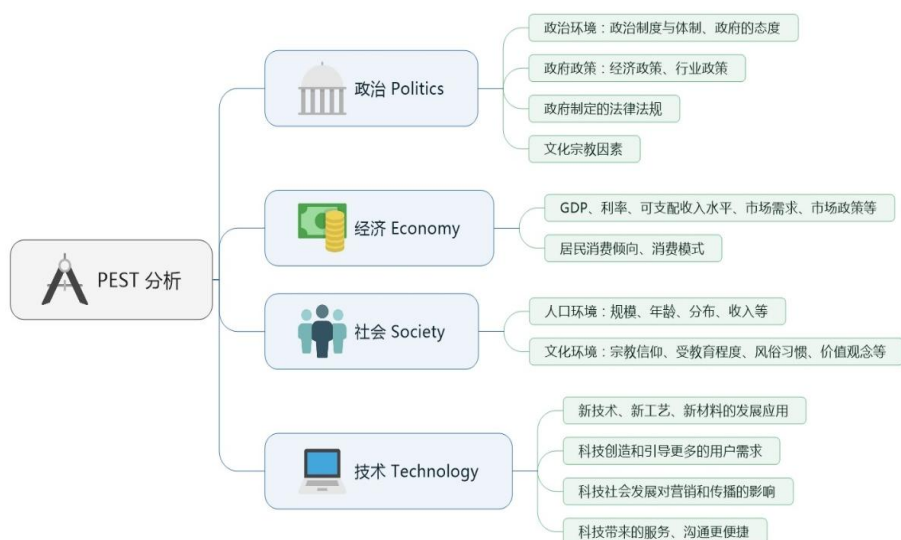 PEST 分析
政治 Politics
政治环境：政治制度与体制、政府的态度
政府政策：经济政策、行业政策
政府制定的法律法规
文化宗教因素
经济 Economy
GDP、利率、可支配收入水平、市场需求、市场政策等
居民消费倾向、消费模式
社会 Society
人口环境：规模、年龄、分布、收入等
文化环境：宗教信仰、受教育程度、风俗习惯、价值观念等
技术 Technology
新技术、新工艺、新材料的发展应用
科技创造和引导更多的用户需求
科技社会发展对营销和传播的影响
科技带来的服务、沟通更便捷